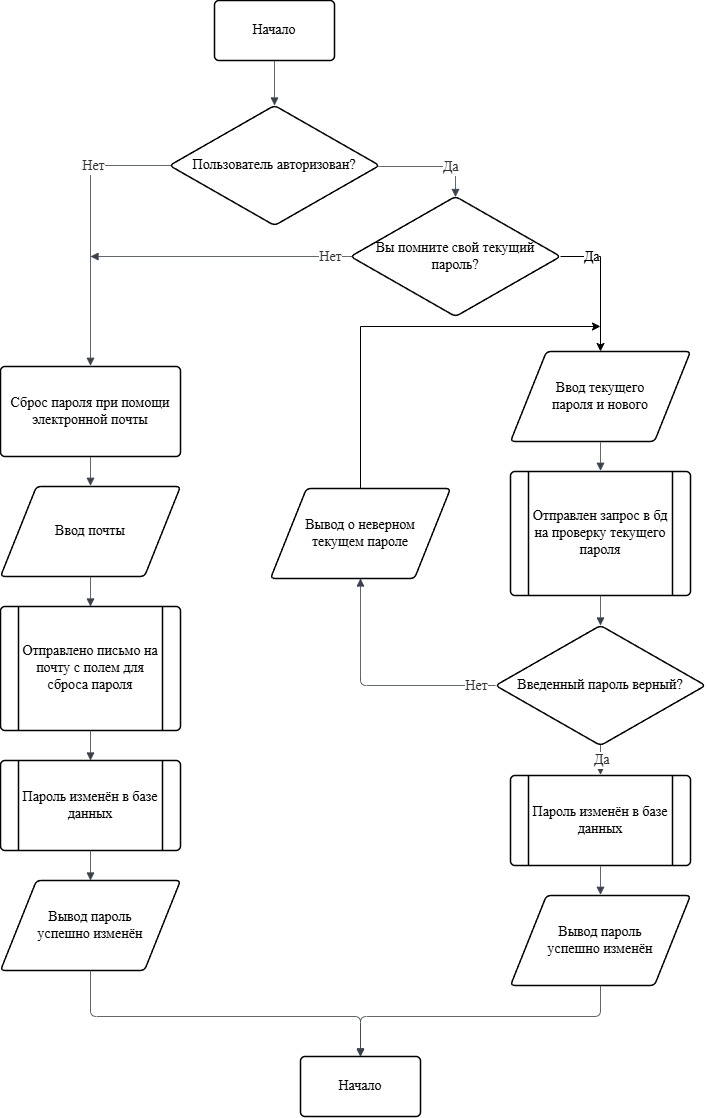 Начало
Пользователь авторизован?
Нет
Да
Вы помните свой текущий
пароль?
Нет
Да
Сброс пароля при помощи
электронной почты
Ввод текущего
пароля и нового
Ввод почты
Вывод о неверном
текущем пароле
Отправлен запрос в бд
на проверку текущего
пароля
Отправлено письмо на
почту с полем для
сброса пароля
Введенный пароль верный?
Нет
Да
Пароль изменён в базе
данных
Пароль изменён в базе
данных
Вывод пароль
успешно изменён
Вывод пароль
успешно изменён
Начало